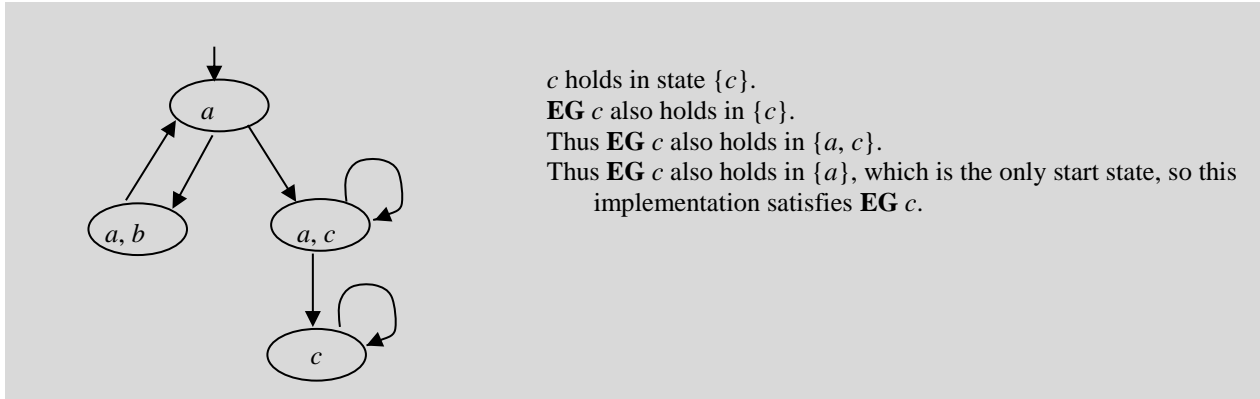 a
a, b
a, c
c
c holds in state {c}.
EG c also holds in {c}.
Thus EG c also holds in {a, c}.
Thus EG c also holds in {a}, which is the only start state, so this
implementation satisfies EG c.